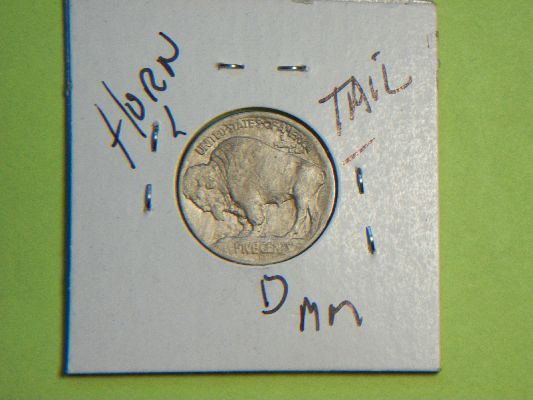 HORN
TAIL
UNITED STATES OF AMERICA
FIVE CENTS
D
MM